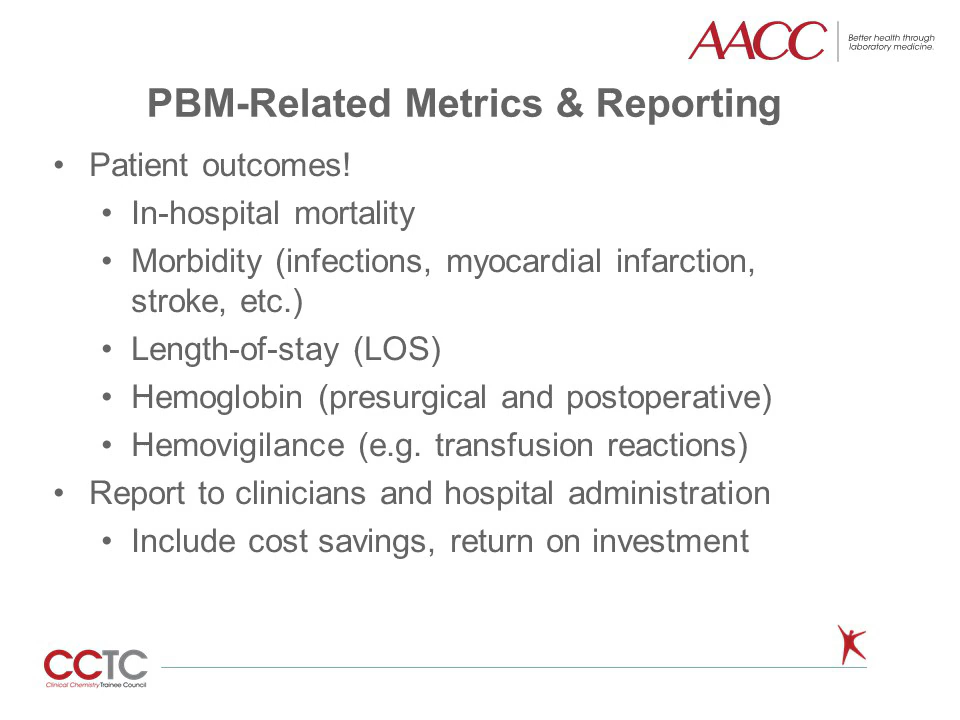 AACC
Better health through
laboratory medicine.
PBM-Related Metrics & Reporting
• Patient outcomes!
• In-hospital mortality
• Morbidity (infections, myocardial infarction,
stroke, etc.)
• Length-of-stay (LOS)
• Hemoglobin (presurgical and postoperative)
• Hemovigilance (e.g. transfusion reactions)
• Report to clinicians and hospital administration
• Include cost savings, return on investment
CCTC
Clinical Chemistry Trainee Council